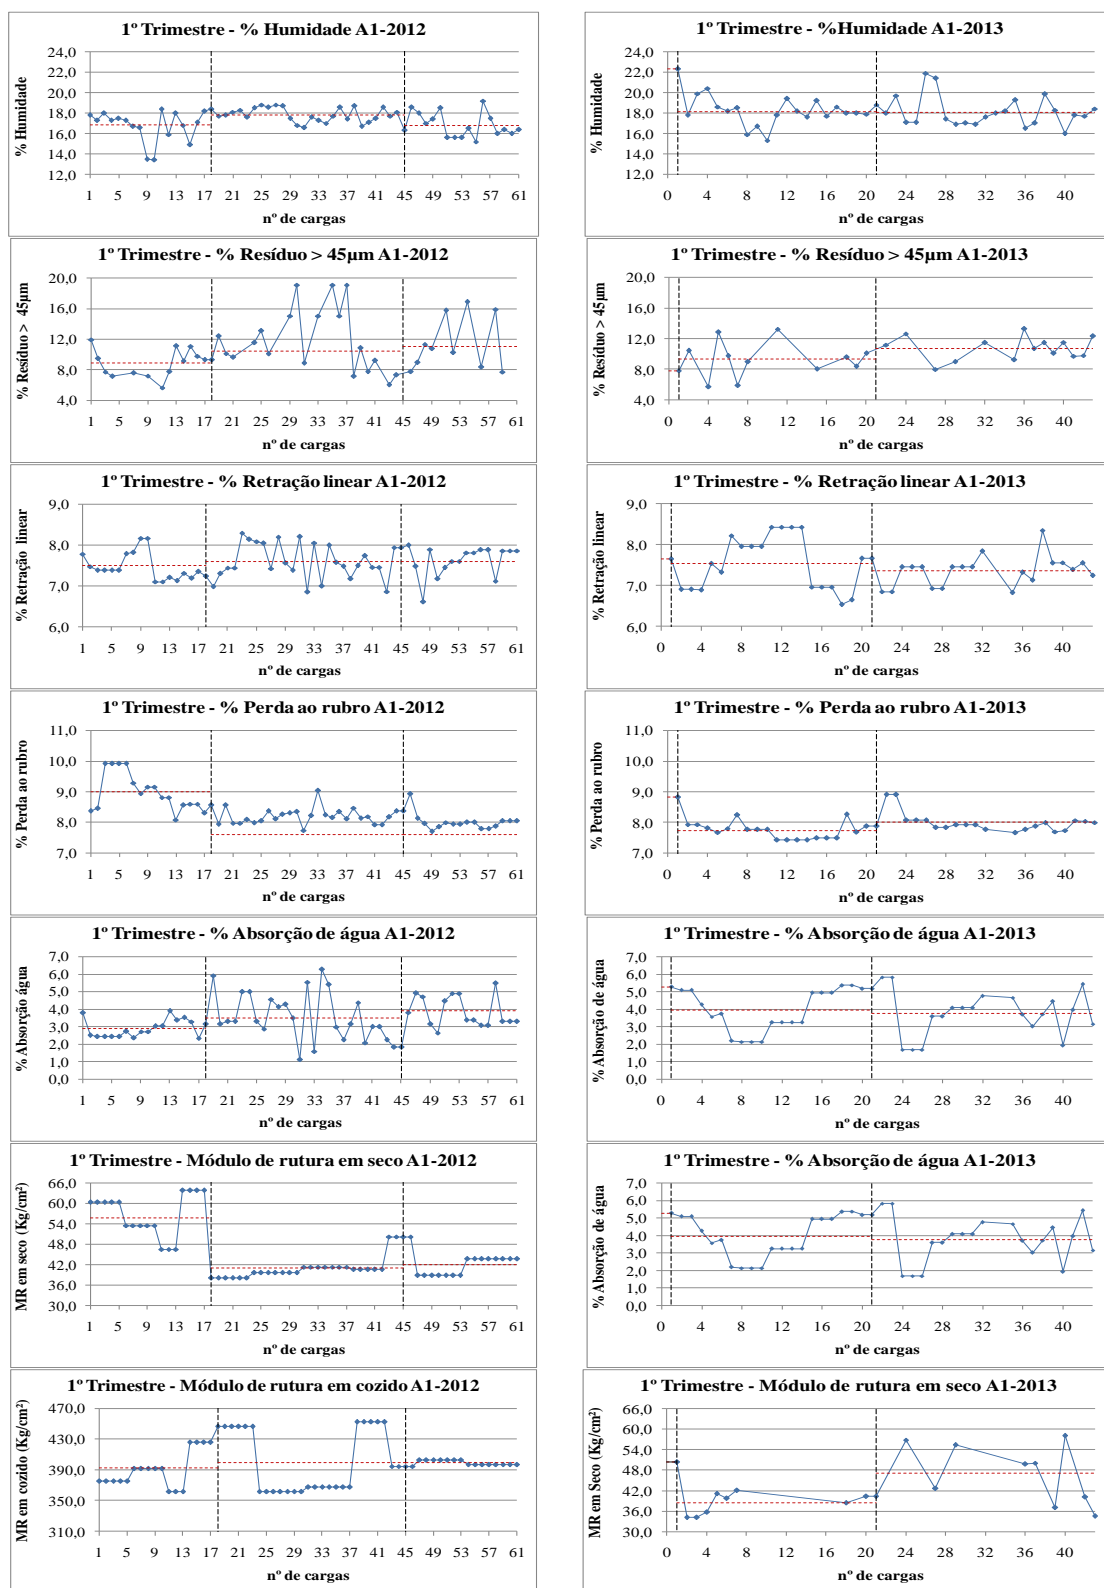 1º Trimestre - % Humidade A1-2012
% Humidade
24,0
22,0
20,0
18,0
16,0
14,0
12,0
1 5 9 13 17 21 25 29 33 37 41 45 49 53 57 61
nº de cargas
1º Trimestre - %Humidade A1-2013
% Humidade
24,0
22,0
20,0
18,0
16,0
14,0
12,0
0 4 8 12 16 20 24 28 32 36 40
nº de cargas
1º Trimestre - % Resíduo > 45µm A1-2012
% Resíduo > 45µm
20,0
16,0
12,0
8,0
4,0
1 5 9 13 17 21 25 29 33 37 41 45 49 53 57 61
nº de cargas
1º Trimestre - % Resíduo > 45µm A1-2013
% Resíduo > 45µm
20,0
16,0
12,0
8,0
4,0
0 4 8 12 16 20 24 28 32 36 40
nº de cargas
1º Trimestre - % Retração linear A1-2012
% Retração linear
9,0
8,0
7,0
6,0
1 5 9 13 17 21 25 29 33 37 41 45 49 53 57 61
nº de cargas
1º Trimestre - % Retração linear A1-2013
% Retração linear
9,0
8,0
7,0
6,0
0 4 8 12 16 20 24 28 32 36 40
nº de cargas
1º Trimestre - % Perda ao rubro A1-2012
% Perda ao rubro
11,0
10,0
9,0
8,0
7,0
1 5 9 13 17 21 25 29 33 37 41 45 49 53 57 61
nº de cargas
1º Trimestre - % Perda ao rubro A1-2013
% Perda ao rubro
11,0
10,0
9,0
8,0
7,0
0 4 8 12 16 20 24 28 32 36 40
nº de cargas
1º Trimestre - % Absorção de água A1-2012
% Absorção água
7,0
6,0
5,0
4,0
3,0
2,0
1,0
0,0
1 5 9 13 17 21 25 29 33 37 41 45 49 53 57 61
nº de cargas
1º Trimestre - % Absorção de água A1-2013
% Absorção de água
7,0
6,0
5,0
4,0
3,0
2,0
1,0
0,0
0 4 8 12 16 20 24 28 32 36 40
nº de cargas
1º Trimestre - Módulo de rutura em seco A1-2012
MR em seco (Kg/cm²)
66,0
60,0
54,0
48,0
42,0
36,0
30,0
1 5 9 13 17 21 25 29 33 37 41 45 49 53 57 61
nº de cargas
1º Trimestre - % Absorção de água A1-2013
% Absorção de água
7,0
6,0
5,0
4,0
3,0
2,0
1,0
0,0
0 4 8 12 16 20 24 28 32 36 40
nº de cargas
1º Trimestre - Módulo de rutura em cozido A1-2012
MR em cozido (Kg/cm²)
470,0
430,0
390,0
350,0
310,0
1 5 9 13 17 21 25 29 33 37 41 45 49 53 57 61
nº de cargas
1º Trimestre - Módulo de rutura em seco A1-2013
MR em Seco (Kg/cm²)
66,0
60,0
54,0
48,0
42,0
36,0
30,0
0 4 8 12 16 20 24 28 32 36 40
nº de cargas